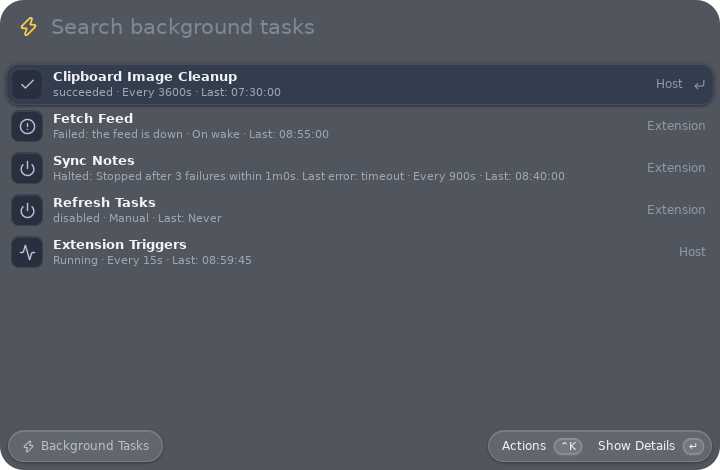 Search background tasks
Clipboard Image Cleanup
succeeded · Every 3600s · Last: 07:30:00
Host ↵
Fetch Feed
Failed: the feed is down · On wake · Last: 08:55:00
Extension
Sync Notes
Halted: Stopped after 3 failures within 1m0s. Last error: timeout · Every 900s · Last: 08:40:00
Extension
Refresh Tasks
disabled · Manual · Last: Never
Extension
Extension Triggers
Running · Every 15s · Last: 08:59:45
Host
Background Tasks
Actions ⌃K Show Details ↵